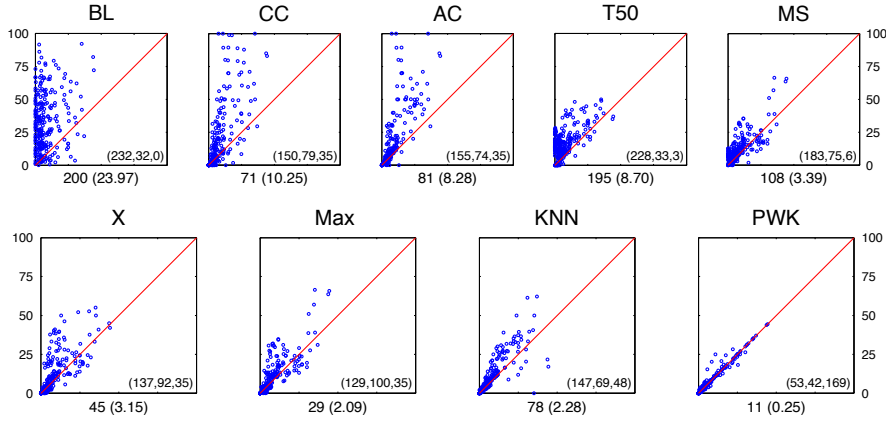 BL CC AC T50 MS
100 100
75 75
50 50
25 25
0 0
(232,32,0) (150,79,35) (155,74,35) (228,33,3) (183,75,6)
200 (23.97) 71 (10.25) 81 (8.28) 195 (8.70) 108 (3.39)
X Max KNN PWK
100 100
75 75
50 50
25 25
0 0
(137,92,35) (129,100,35) (147,69,48) (53,42,169)
45 (3.15) 29 (2.09) 78 (2.28) 11 (0.25)